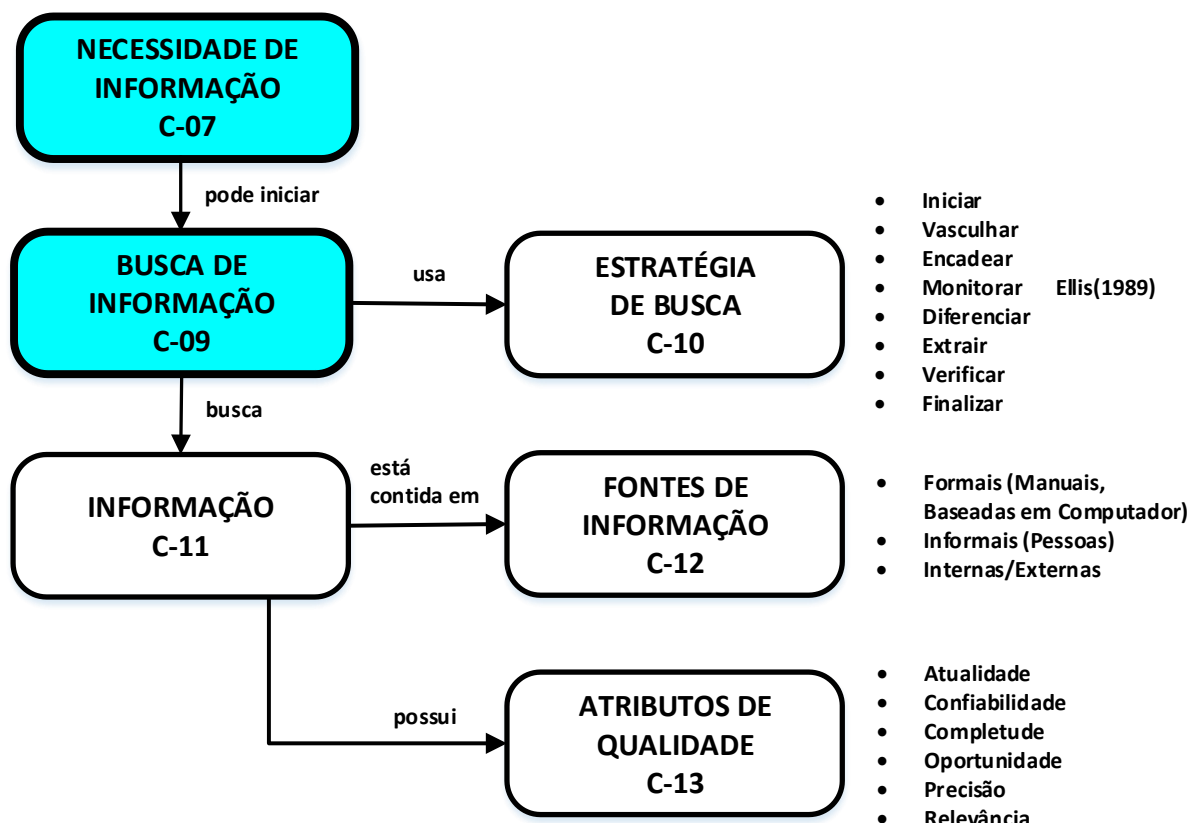 NECESSIDADE DE
INFORMAÇÃO
C-07
pode iniciar
BUSCA DE
INFORMAÇÃO
C-09
usa
ESTRATÉGIA
DE BUSCA
C-10
• Iniciar
• Vasculhar
• Encadear
• Monitorar Ellis(1989)
• Diferenciar
• Extrair
• Verificar
• Finalizar
busca
INFORMAÇÃO
C-11
está
contida em
FONTES DE
INFORMAÇÃO
C-12
• Formais (Manuais,
Baseadas em Computador)
• Informais (Pessoas)
• Internas/Externas
possui
ATRIBUTOS DE
QUALIDADE
C-13
• Atualidade
• Confiabilidade
• Completude
• Oportunidade
• Precisão
• Relevância